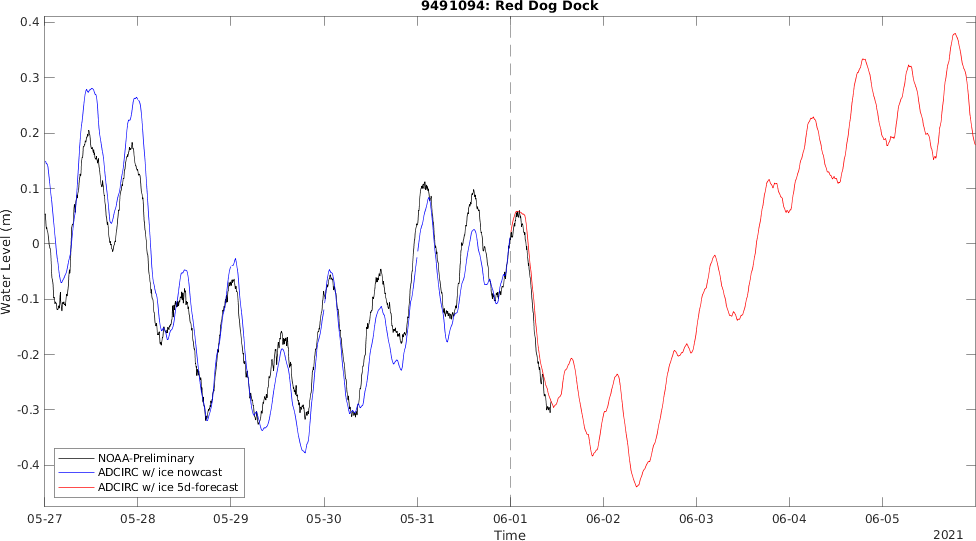 9491094: Red Dog Dock
0.4
0.3
0.2
0.1
0
-0.1
-0.2
-0.3
-0.4
Water Level (m)
NOAA-Preliminary
ADCIRC w/ ice nowcast
ADCIRC w/ ice 5d-forecast
05-27 05-28 05-29 05-30 05-31 06-01 06-02 06-03 06-04 06-05
Time
2021